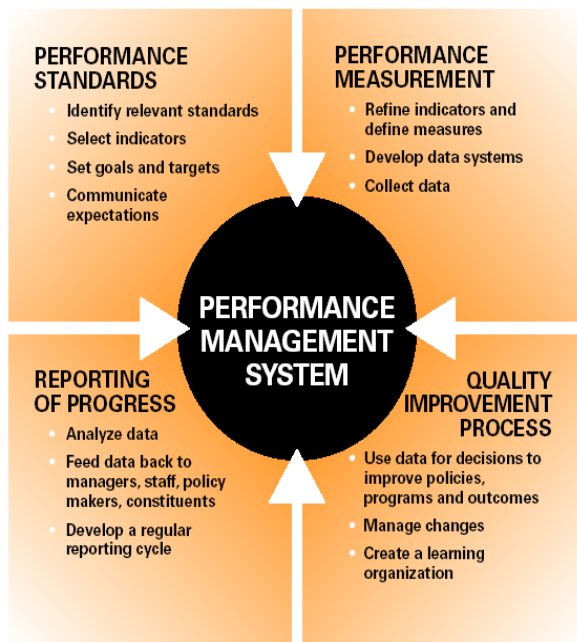 PERFORMANCE
STANDARDS
• Identify relevant standards
• Select indicators
• Set goals and targets
• Communicate
expectations
PERFORMANCE
MEASUREMENT
• Refine indicators and
define measures
• Develop data systems
• Collect data
PERFORMANCE
MANAGEMENT
SYSTEM
REPORTING
OF PROGRESS
• Analyze data
• Feed data back to
managers, staff, policy
makers, constituents
• Develop a regular
reporting cycle
QUALITY
IMPROVEMENT
PROCESS
• Use data for decisions to
improve policies,
programs and outcomes
• Manage changes
• Create a learning
organization